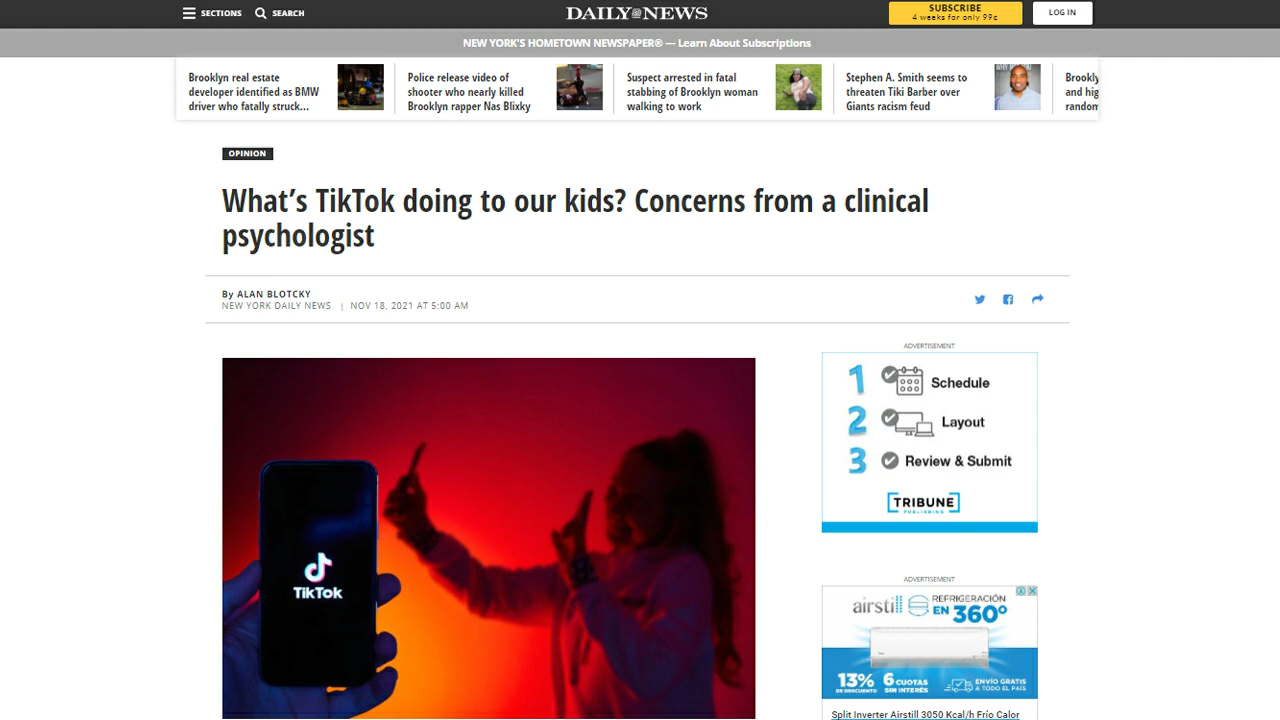 SECTIONS
SEARCH
DAILY NEWS
SUBSCRIBE
4 weeks for only 99¢
LOG IN
NEW YORK'S HOMETOWN NEWSPAPER® — Learn About Subscriptions
Brooklyn real estate
developer identified as BMW
driver who fatally struck...
Police release video of
shooter who nearly killed
Brooklyn rapper Nas Blixky
Suspect arrested in fatal
stabbing of Brooklyn woman
walking to work
Stephen A. Smith seems to
threaten Tiki Barber over
Giants racism feud
Brookly
and hig
random
OPINION
What's TikTok doing to our kids? Concerns from a clinical
psychologist
By ALAN BLOTCKY
NEW YORK DAILY NEWS | NOV 18, 2021 AT 5:00 AM
TikTok
ADVERTISEMENT
1 Schedule
2 Layout
3 Review & Submit
TRIBUNE
PUBLISHING
ADVERTISEMENT
airstill
REFRIGERACIÓN
EN 360º
13%
DE DESCUENTO
6 CUOTAS
SIN INTERÉS
ENVÍO GRATIS
A TODO EL PAÍS
Split Inverter Airstill 3050 Kcal/h Frío Calor